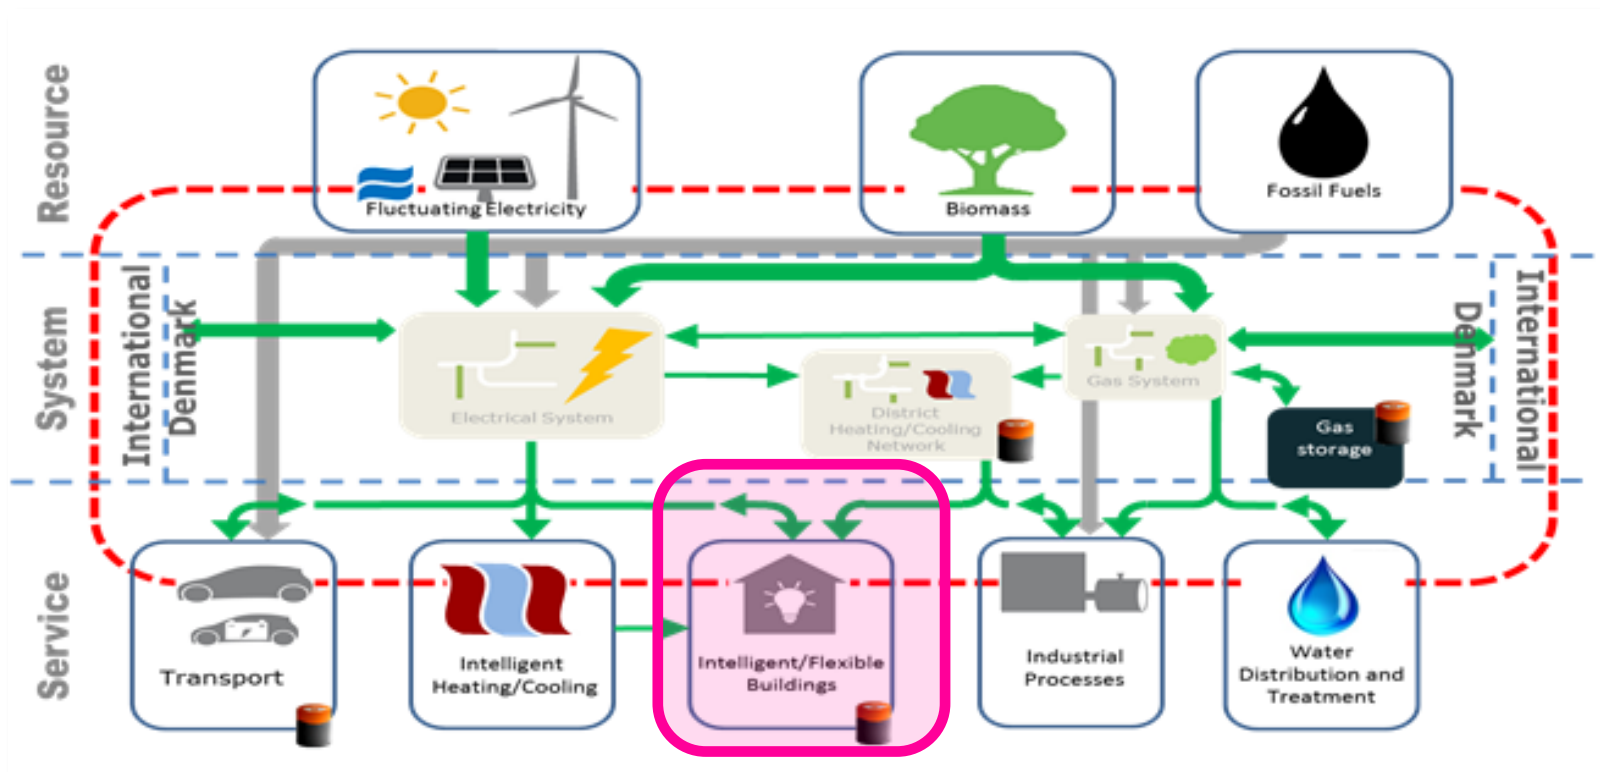 Resource
Fluctuating Electricity
Biomass
Fossil Fuels
System
International
Denmark
Electrical System
District
Heating/Cooling
Network
Gas System
Gas
storage
Denmark
International
Service
Transport
Intelligent
Heating/Cooling
Intelligent/Flexible
Buildings
Industrial
Processes
Water
Distribution and
Treatment